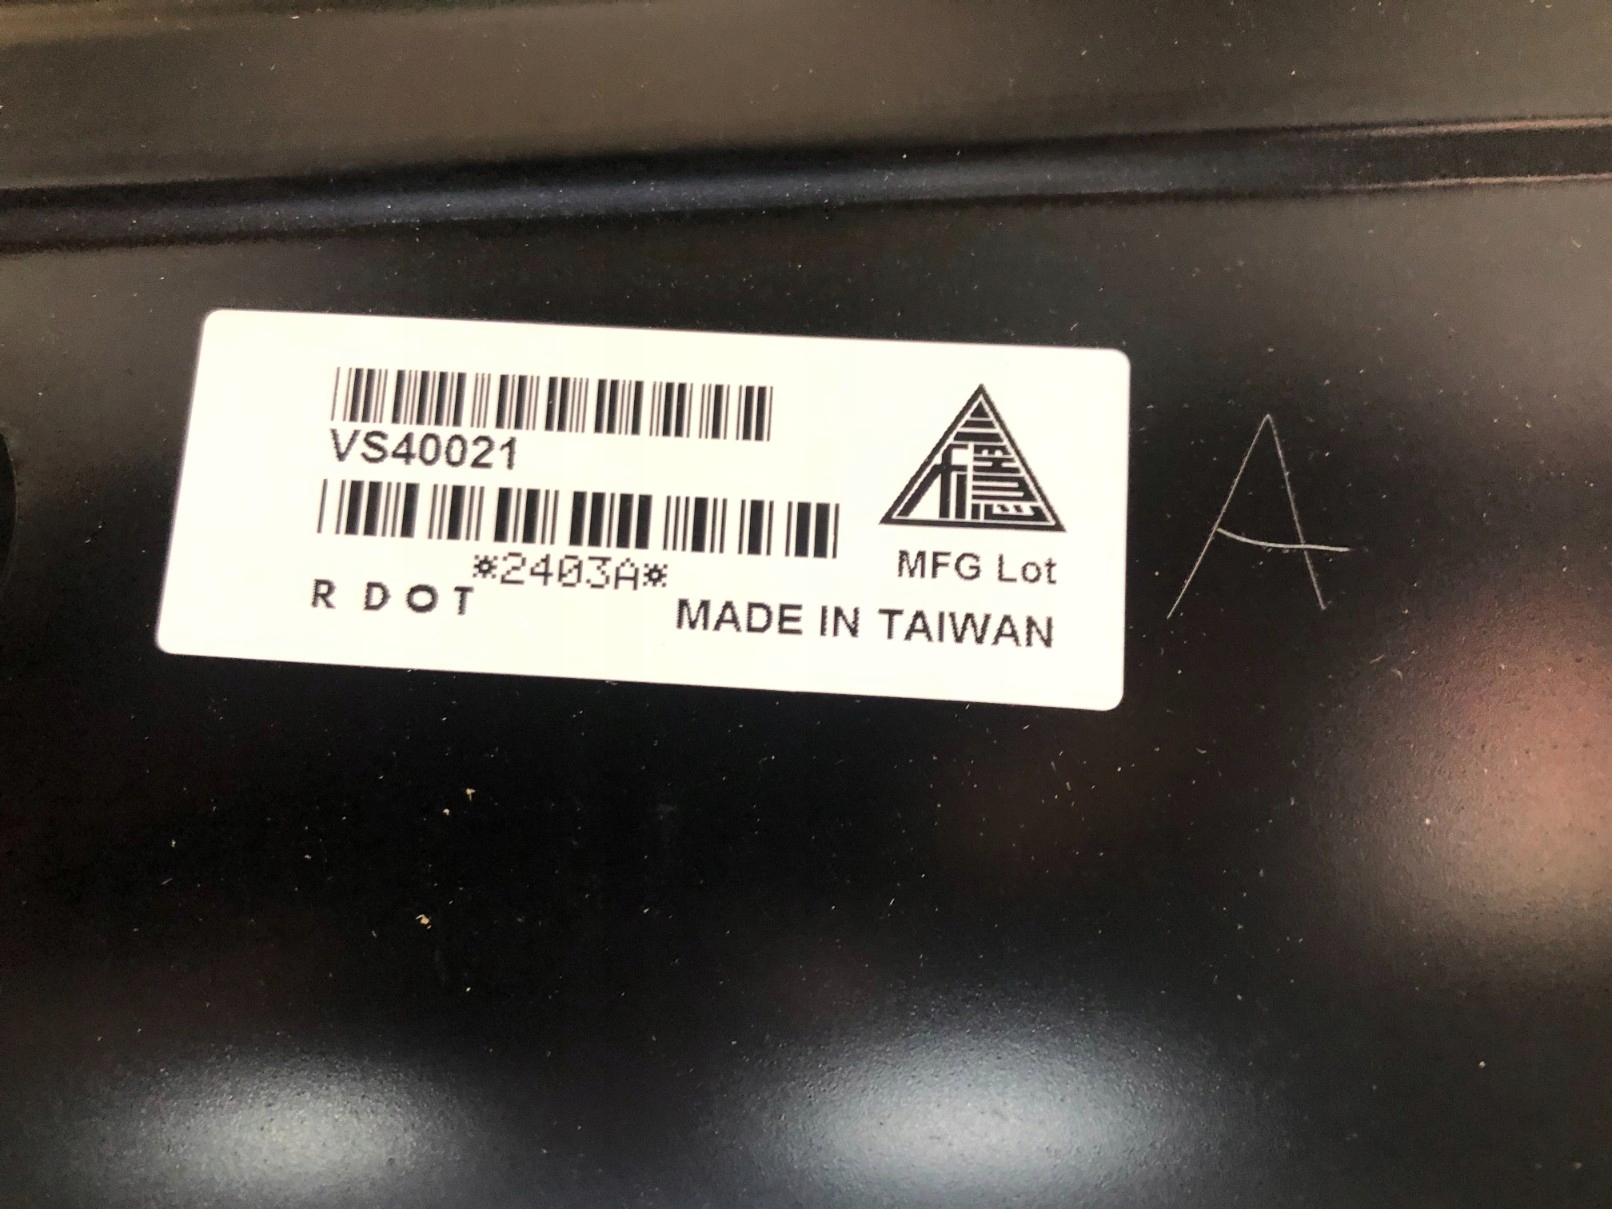 VS40021
*2403A*
R DOT
MADE IN TAIWAN
MFG Lot
A